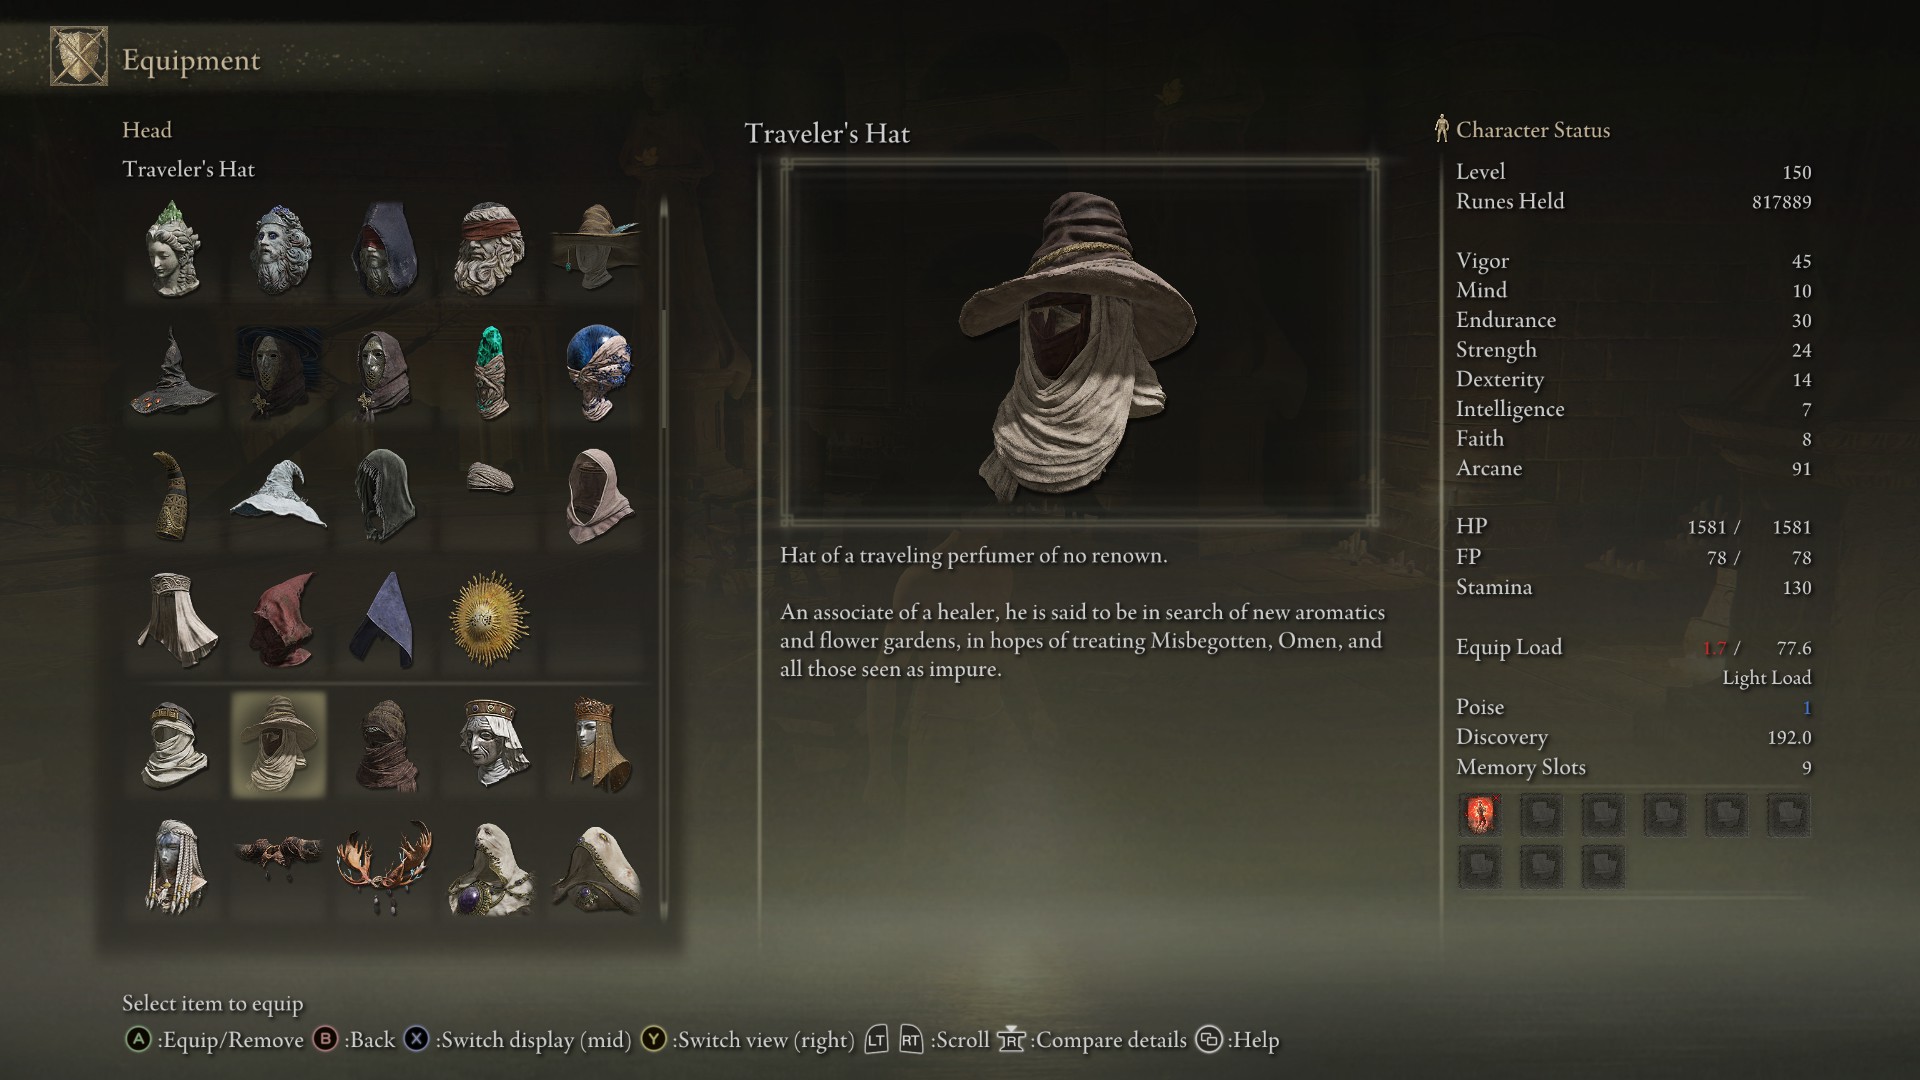 Equipment
Head
Traveler's Hat
Traveler's Hat
Hat of a traveling perfumer of no renown.
An associate of a healer, he is said to be in search of new aromatics
and flower gardens, in hopes of treating Misbegotten, Omen, and
all those seen as impure.
Character Status
Level 150
Runes Held 817889
Vigor 45
Mind 10
Endurance 30
Strength 24
Dexterity 14
Intelligence 7
Faith 8
Arcane 91
HP 1581 / 1581
FP 78 / 78
Stamina 130
Equip Load 1.7 / 77.6
Light Load
Poise 1
Discovery 192.0
Memory Slots 9
Select item to equip
A :Equip/Remove B :Back X :Switch display (mid) Y :Switch view (right) LT RT :Scroll R :Compare details :Help